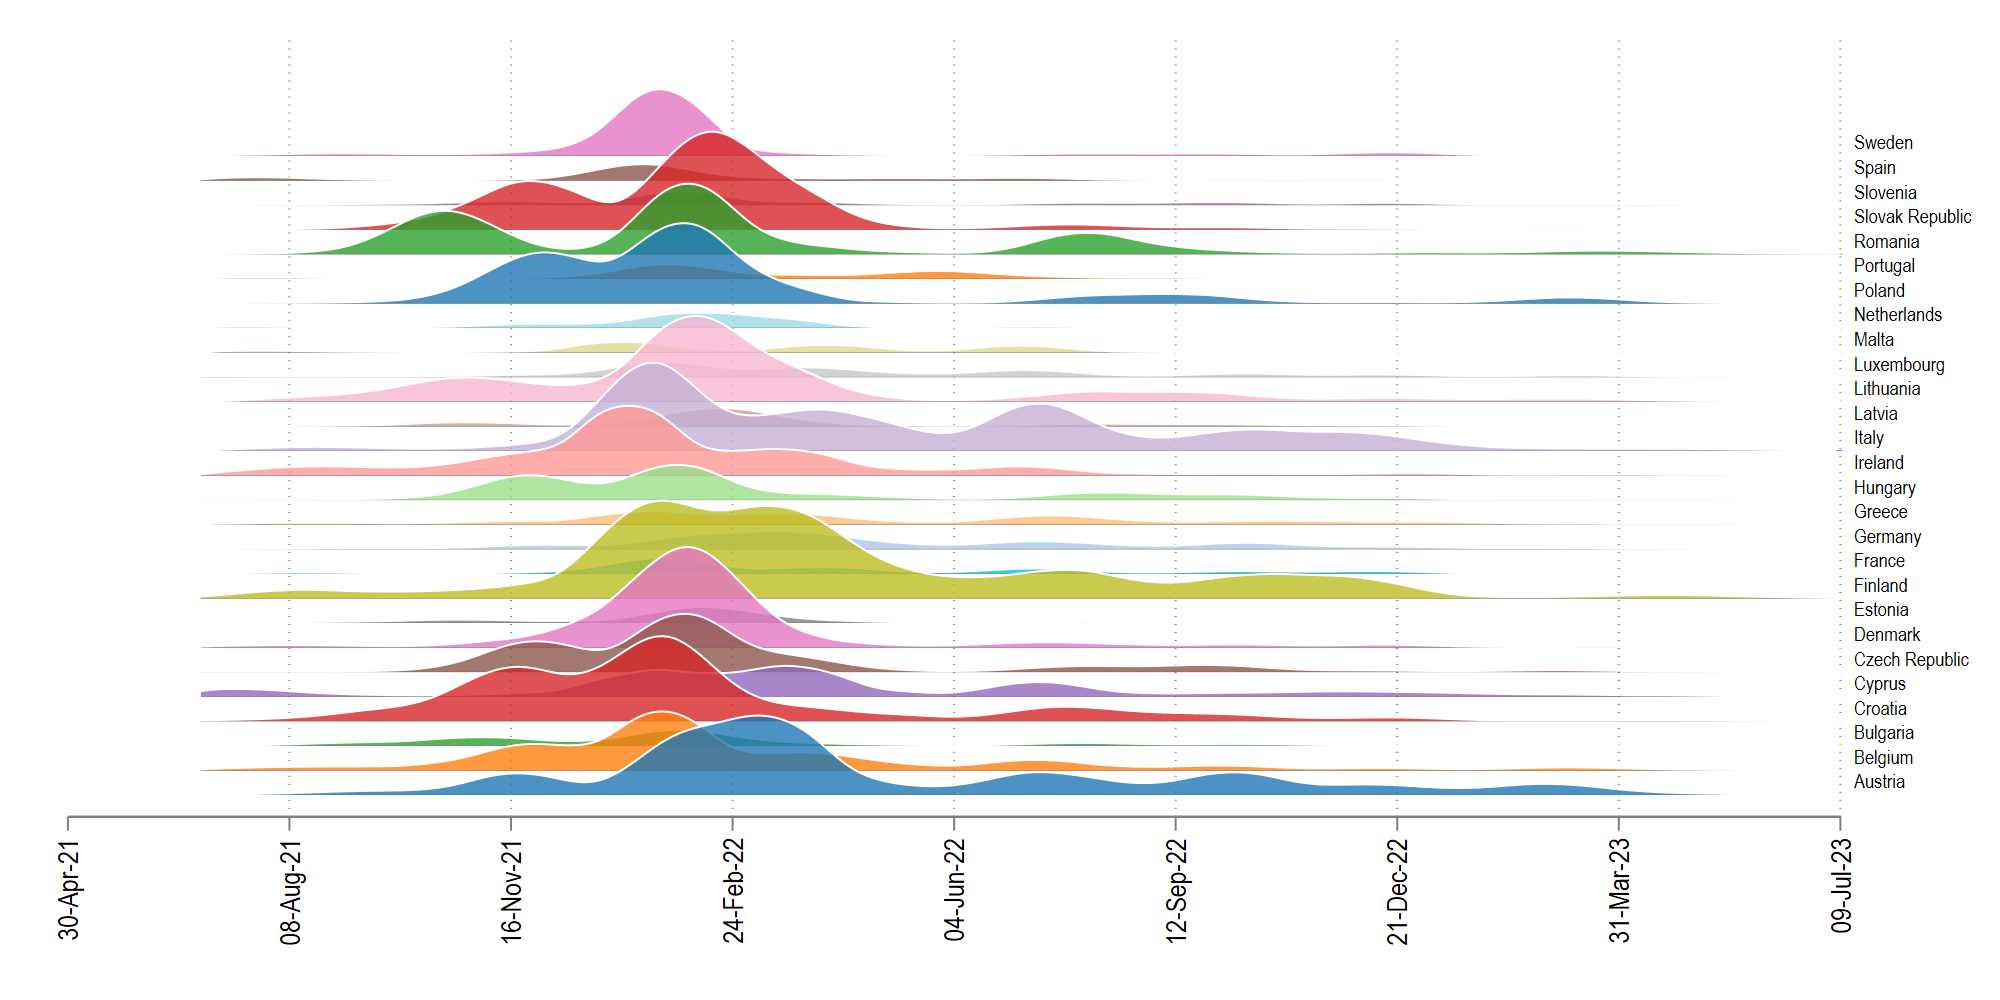 Sweden
Spain
Slovenia
Slovak Republic
Romania
Portugal
Poland
Netherlands
Malta
Luxembourg
Lithuania
Latvia
Italy
Ireland
Hungary
Greece
Germany
France
Finland
Estonia
Denmark
Czech Republic
Cyprus
Croatia
Bulgaria
Belgium
Austria
30-Apr-21
08-Aug-21
16-Nov-21
24-Feb-22
04-Jun-22
12-Sep-22
21-Dec-22
31-Mar-23
09-Jul-23